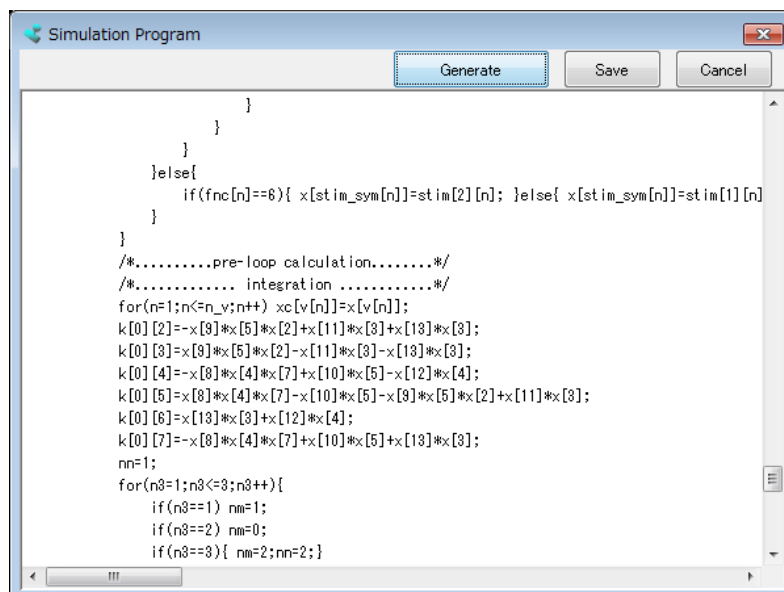 Simulation Program
Generate Save Cancel
}
}
}
}else{
if(fnc[n]==6){ x[stim_sym[n]]=stim[2][n]; }else{ x[stim_sym[n]]=stim[1][n]
}
}
/*..........pre-loop calculation........*/
/*............. integration ............*/
for(n=1;n<=n_v;n++) xc[v[n]]=x[v[n]];
k[0][2]=-x[9]*x[5]*x[2]+x[11]*x[3]+x[13]*x[3];
k[0][3]=x[9]*x[5]*x[2]-x[11]*x[3]-x[13]*x[3];
k[0][4]=-x[8]*x[4]*x[7]+x[10]*x[5]-x[12]*x[4];
k[0][5]=x[8]*x[4]*x[7]-x[10]*x[5]-x[9]*x[5]*x[2]+x[11]*x[3];
k[0][6]=x[13]*x[3]+x[12]*x[4];
k[0][7]=-x[8]*x[4]*x[7]+x[10]*x[5]+x[13]*x[3];
nn=1;
for(n3=1;n3<=3;n3++){
if(n3==1) nm=1;
if(n3==2) nm=0;
if(n3==3){ nm=2;nn=2;}